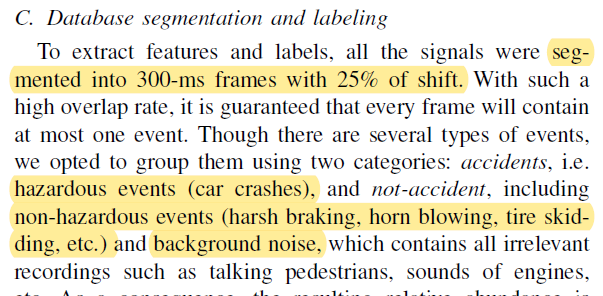 C. Database segmentation and labeling
To extract features and labels, all the signals were seg-
mented into 300-ms frames with 25% of shift. With such a
high overlap rate, it is guaranteed that every frame will contain
at most one event. Though there are several types of events,
we opted to group them using two categories: accidents, i.e.
hazardous events (car crashes), and not-accident, including
non-hazardous events (harsh braking, horn blowing, tire skid-
ding, etc.) and background noise, which contains all irrelevant
recordings such as talking pedestrians, sounds of engines,
etc. As a consequence, the resulting relative abundance is